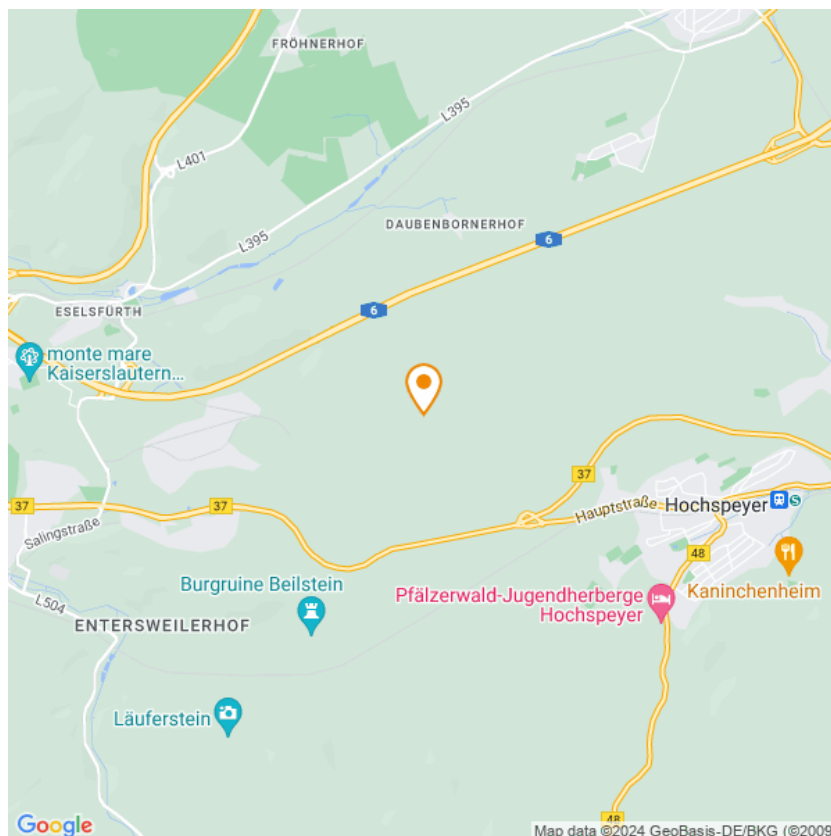 FRÖHNERHOF
L395
L401
DAUBENBORNERHOF
L395
6
6
ESELSFÜRTH
monte mare
Kaiserslautern...
37
37
37
Hauptstraße
Hochspeyer
S
Salingstraße
48
L504
Burgruine Beilstein
Pfälzerwald-Jugendherberge
Hochspeyer
Kaninchenheim
ENTERSWEILERHOF
Läuferstein
48
Google
Map data ©2024 GeoBasis-DE/BKG (©2009